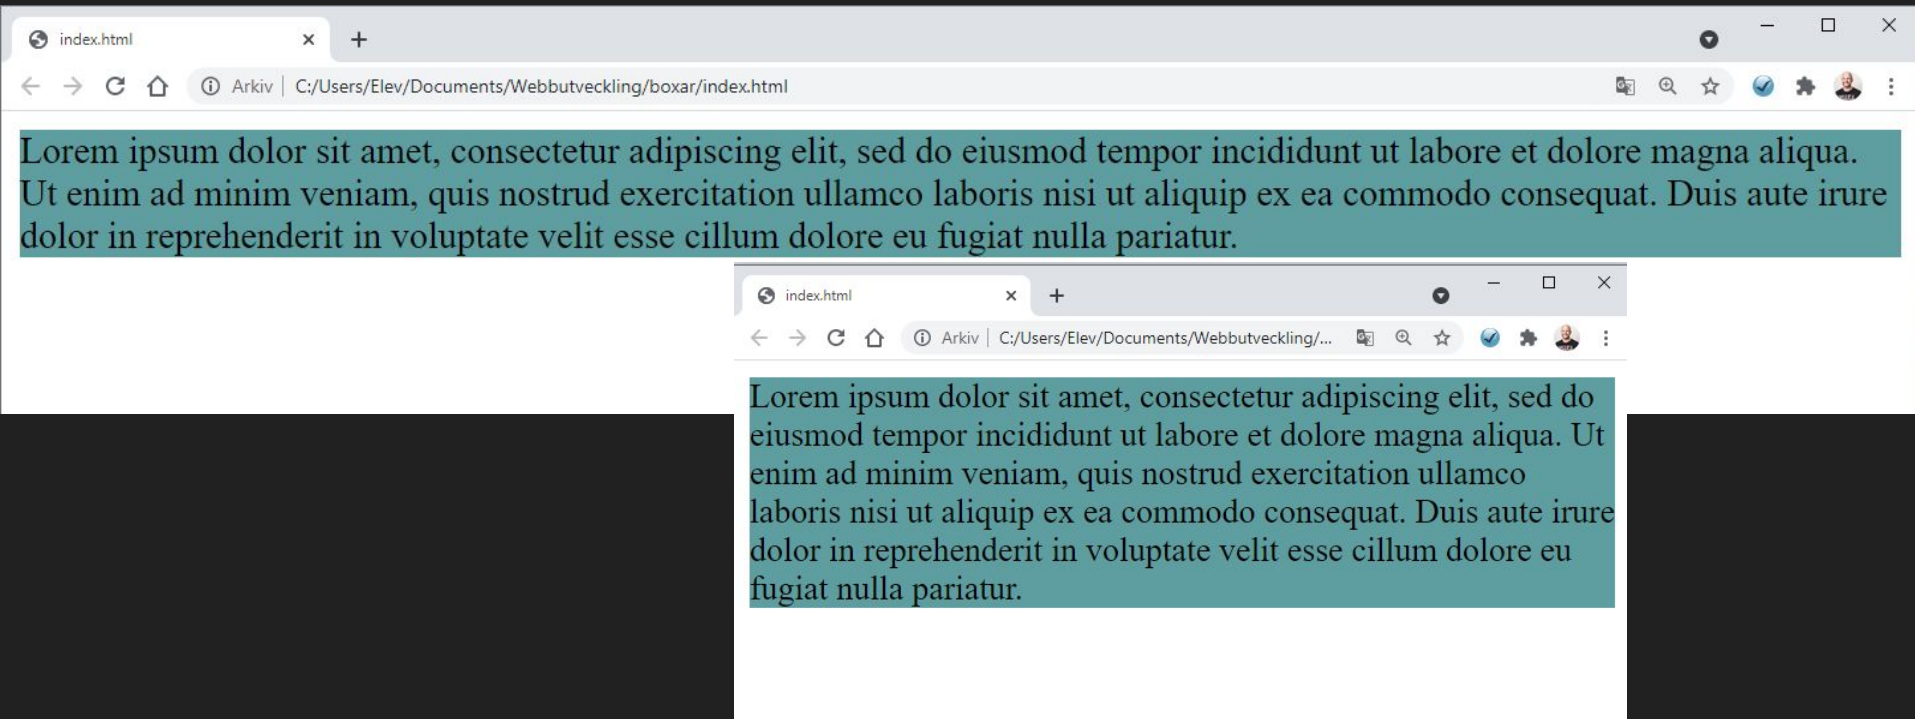 index.html
Arkiv C:/Users/Elev/Documents/Webbutveckling/boxar/index.html
Lorem ipsum dolor sit amet, consectetur adipiscing elit, sed do eiusmod tempor incididunt ut labore et dolore magna aliqua.
Ut enim ad minim veniam, quis nostrud exercitation ullamco laboris nisi ut aliquip ex ea commodo consequat. Duis aute irure
dolor in reprehenderit in voluptate velit esse cillum dolore eu fugiat nulla pariatur.
index.html
Arkiv C:/Users/Elev/Documents/Webbutveckling/...
Lorem ipsum dolor sit amet, consectetur adipiscing elit, sed do
eiusmod tempor incididunt ut labore et dolore magna aliqua. Ut
enim ad minim veniam, quis nostrud exercitation ullamco
laboris nisi ut aliquip ex ea commodo consequat. Duis aute irure
dolor in reprehenderit in voluptate velit esse cillum dolore eu
fugiat nulla pariatur.